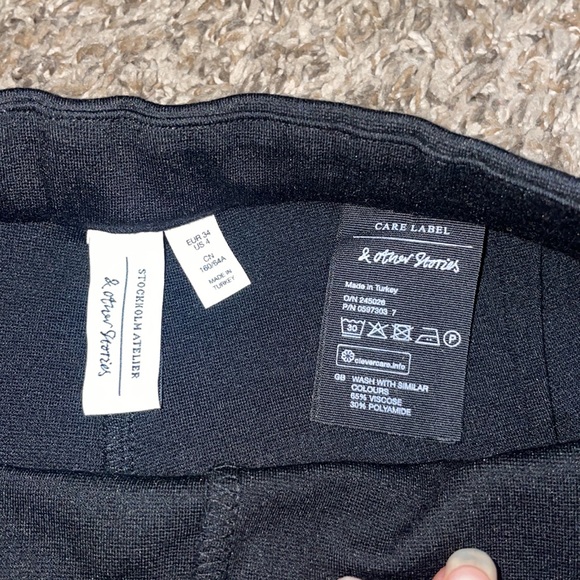 STOCKHOLM ATELIER
& Other Stories
EUR 34
US 4
CN
160/64A
MADE IN
TURKEY
CARE LABEL
& Other Stories
Made in Turkey
O/N 245026
P/N 0597303 7
30
P
clevercare.info
GB WASH WITH SIMILAR
COLOURS
65% VISCOSE
30% POLYAMIDE